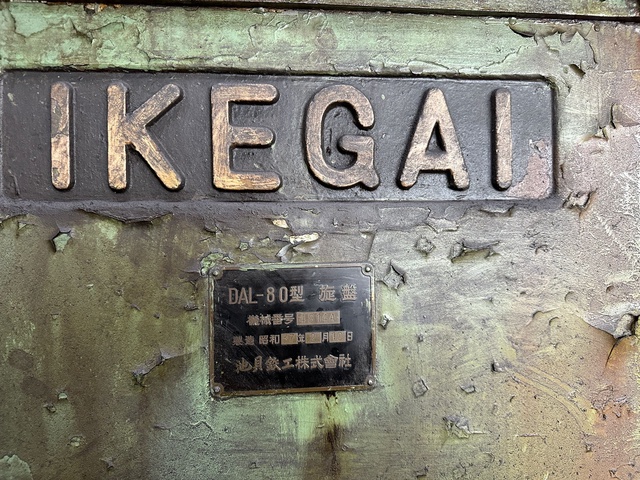 IKEGAI
DAL-80型 旋盤
機械番号
製造 昭和 年 月 日
池貝鉄工株式會社